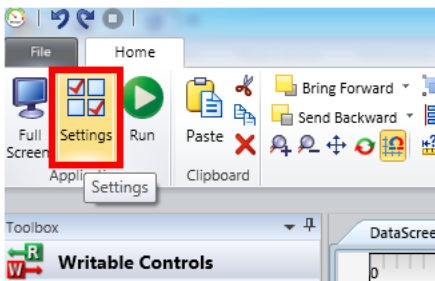 File
Home
Full
Screen
Settings
Run
Paste
Bring Forward
Send Backward
Clipboard
Settings
Toolbox
DataScree
R
W
Writable Controls
0